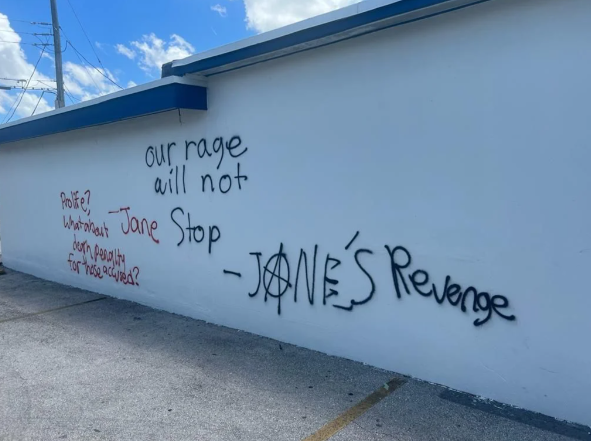 our rage
will not
Stop
- JANE'S Revenge
Prolife?
What about
death penalty
for those accused?
- Jane